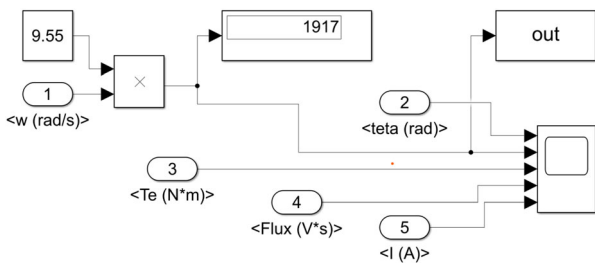 9.55
1917
out
×
1
<w (rad/s)>
2
<teta (rad)>
3
<Te (N*m)>
4
<Flux (V*s)>
5
<I (A)>